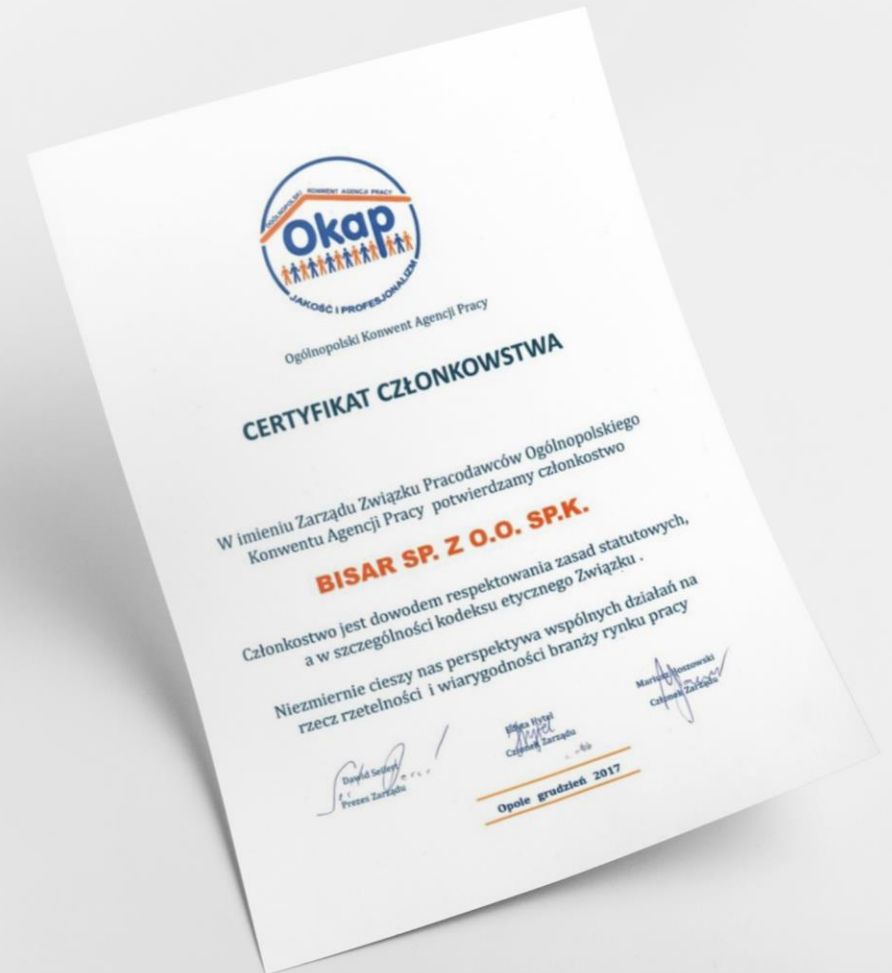 OGÓLNOPOLSKI KONWENT AGENCJI PRACY
Okap
JAKOŚĆ I PROFESJONALIZM
Ogólnopolski Konwent Agencji Pracy
CERTYFIKAT CZŁONKOWSTWA
W imieniu Zarządu Związku Pracodawców Ogólnopolskiego
Konwentu Agencji Pracy potwierdzamy członkostwo
BISAR SP. Z O.O. SP.K.
Członkostwo jest dowodem respektowania zasad statutowych,
a w szczególności kodeksu etycznego Związku .
Niezmiernie cieszy nas perspektywa wspólnych działań na
rzecz rzetelności i wiarygodności branży rynku pracy
Dawid
Prezes Zarządu
Członek Zarządu
Członek Zarządu
Opole grudzień 2017